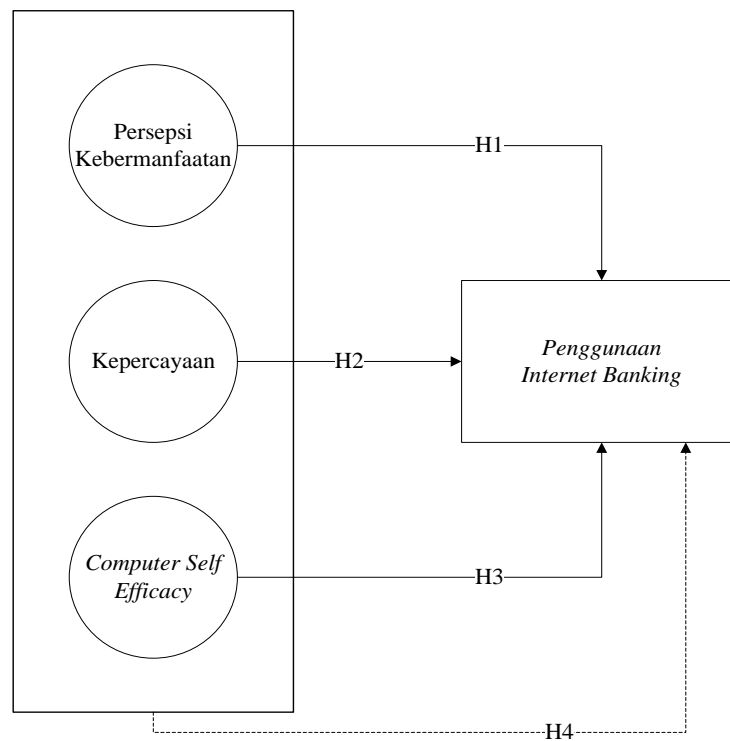 Persepsi
Kebermanfaatan
H1
Kepercayaan
H2
Penggunaan
Internet Banking
Computer Self
Efficacy
H3
H4